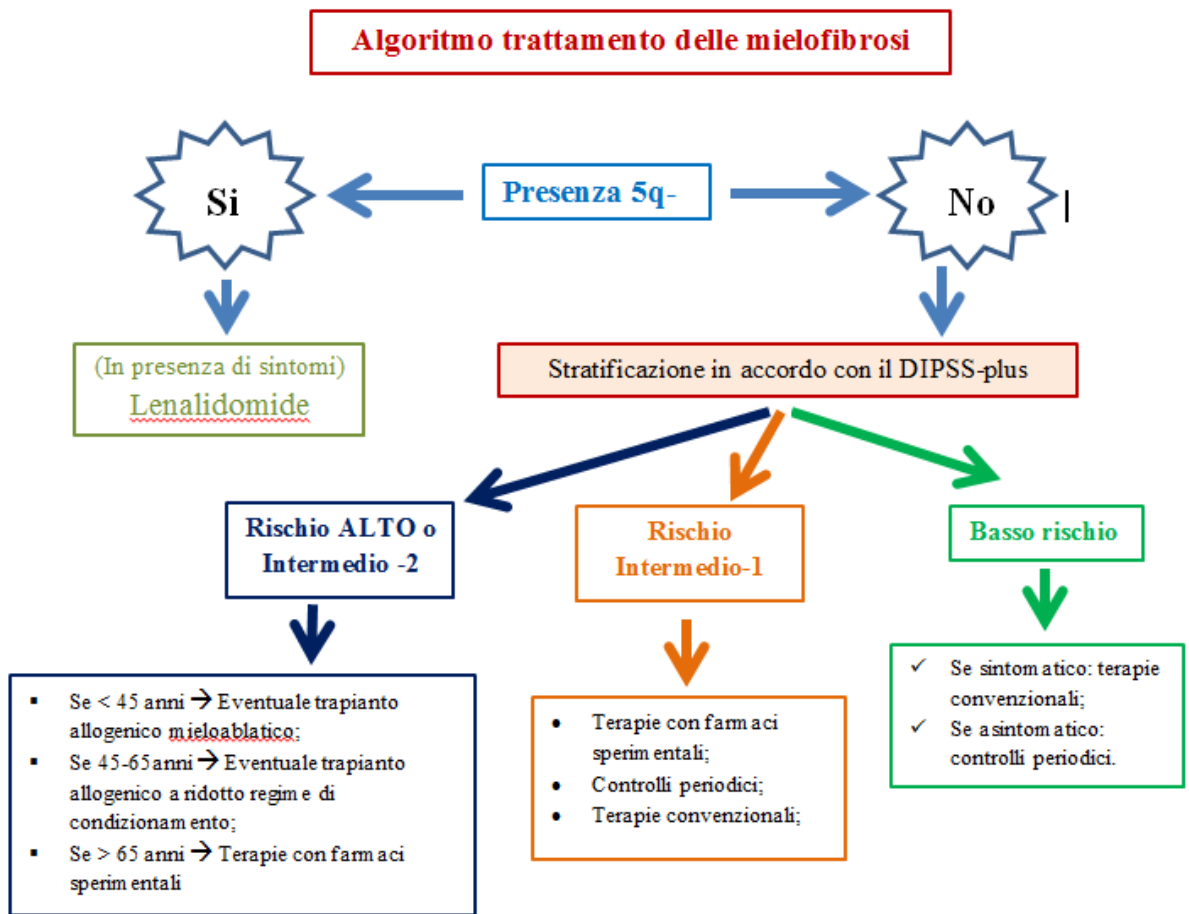 Algoritmo trattamento delle mielofibrosi
Si
Presenza 5q-
No
(In presenza di sintomi)
Lenalidomide
Stratificazione in accordo con il DIPSS-plus
Rischio ALTO o
Intermedio -2
Rischio
Intermedio-1
Basso rischio
▪ Se < 45 anni → Eventuale trapianto
allogenico mieloablatico;
▪ Se 45-65anni → Eventuale trapianto
allogenico a ridotto regime di
condizionamento;
▪ Se > 65 anni → Terapie con farmaci
sperimentali
• Terapie con farmaci
sperimentali;
• Controlli periodici;
• Terapie convenzionali;
✓ Se sintomatico: terapie
convenzionali;
✓ Se asintomatico:
controlli periodici.